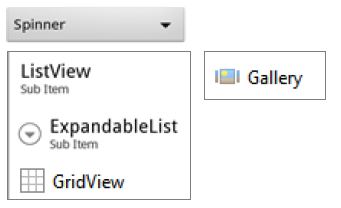 Spinner
ListView
Sub Item
ExpandableList
Sub Item
GridView
Gallery